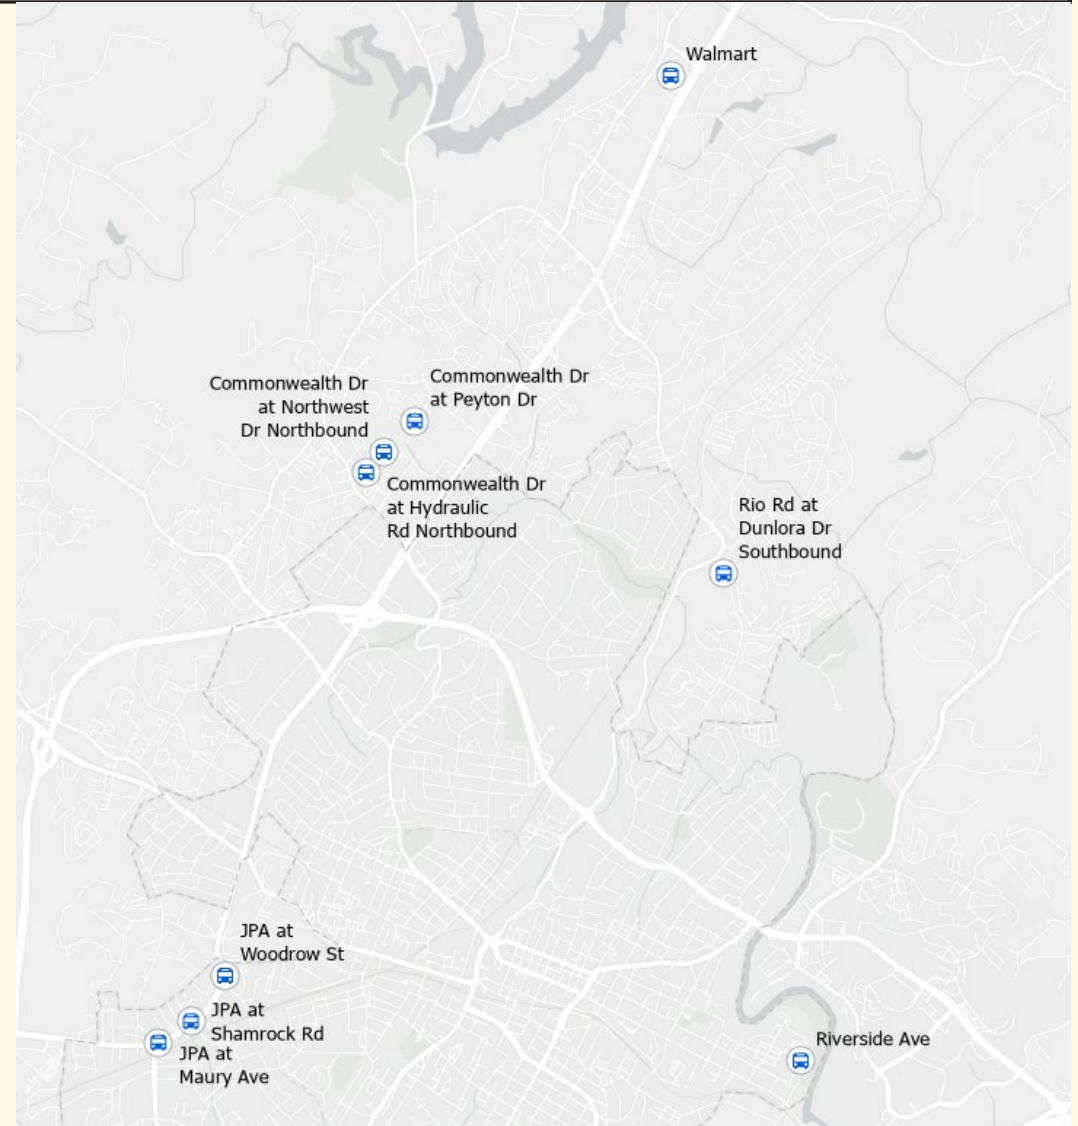 Walmart
Commonwealth Dr
at Peyton Dr
Commonwealth Dr
at Northwest
Dr Northbound
Commonwealth Dr
at Hydraulic
Rd Northbound
Rio Rd at
Dunlora Dr
Southbound
JPA at
Woodrow St
JPA at
Shamrock Rd
JPA at
Maury Ave
Riverside Ave